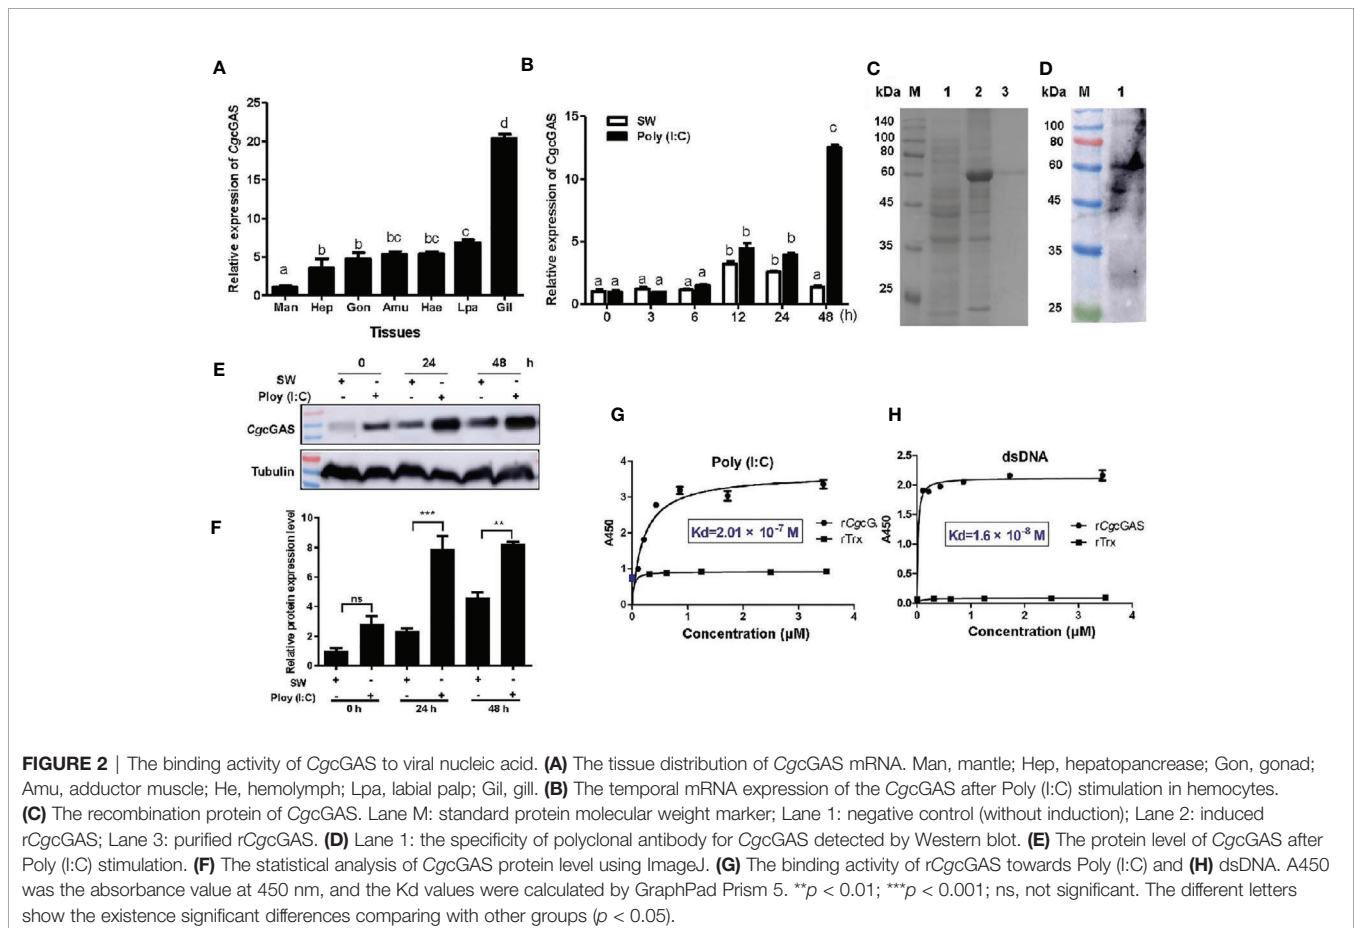 A
Relative expression of CgcGAS
25
20
15
10
5
0
a
b
b
bc
bc
c
d
Man Hep Gon Amu Hae Lpa Gil
Tissues
B
Relative expression of CgcGAS
15
10
5
0
SW
Poly (I:C)
a a a a a a b b b b a c
0 3 6 12 24 48 (h)
C
kDa M 1 2 3
140
100
80
60
45
35
25
D
kDa M 1
100
80
60
45
35
25
E
0 24 48 h
SW + - + - + -
Ploy (I:C) - + - + - +
CgcGAS
Tubulin
F
Relative protein expression level
10
8
6
4
2
0
ns
***
**
SW + - + - + -
Ploy (I:C) - + - + - +
0 h 24 h 48 h
G
Poly (I:C)
A450
4
3
2
1
0
Kd=2.01 × 10⁻⁷ M
rCgcG
rTrx
0 1 2 3 4
Concentration (μM)
H
dsDNA
A450
2.5
2.0
1.5
1.0
0.5
0.0
Kd=1.6 × 10⁻⁸ M
rCgcGAS
rTrx
0 1 2 3 4
Concentration (μM)
FIGURE 2 | The binding activity of CgcGAS to viral nucleic acid. (A) The tissue distribution of CgcGAS mRNA. Man, mantle; Hep, hepatopancrease; Gon, gonad;
Amu, adductor muscle; He, hemolymph; Lpa, labial palp; Gil, gill. (B) The temporal mRNA expression of the CgcGAS after Poly (I:C) stimulation in hemocytes.
(C) The recombination protein of CgcGAS. Lane M: standard protein molecular weight marker; Lane 1: negative control (without induction); Lane 2: induced
rCgcGAS; Lane 3: purified rCgcGAS. (D) Lane 1: the specificity of polyclonal antibody for CgcGAS detected by Western blot. (E) The protein level of CgcGAS after
Poly (I:C) stimulation. (F) The statistical analysis of CgcGAS protein level using ImageJ. (G) The binding activity of rCgcGAS towards Poly (I:C) and (H) dsDNA. A450
was the absorbance value at 450 nm, and the Kd values were calculated by GraphPad Prism 5. **p < 0.01; ***p < 0.001; ns, not significant. The different letters
show the existence significant differences comparing with other groups (p < 0.05).